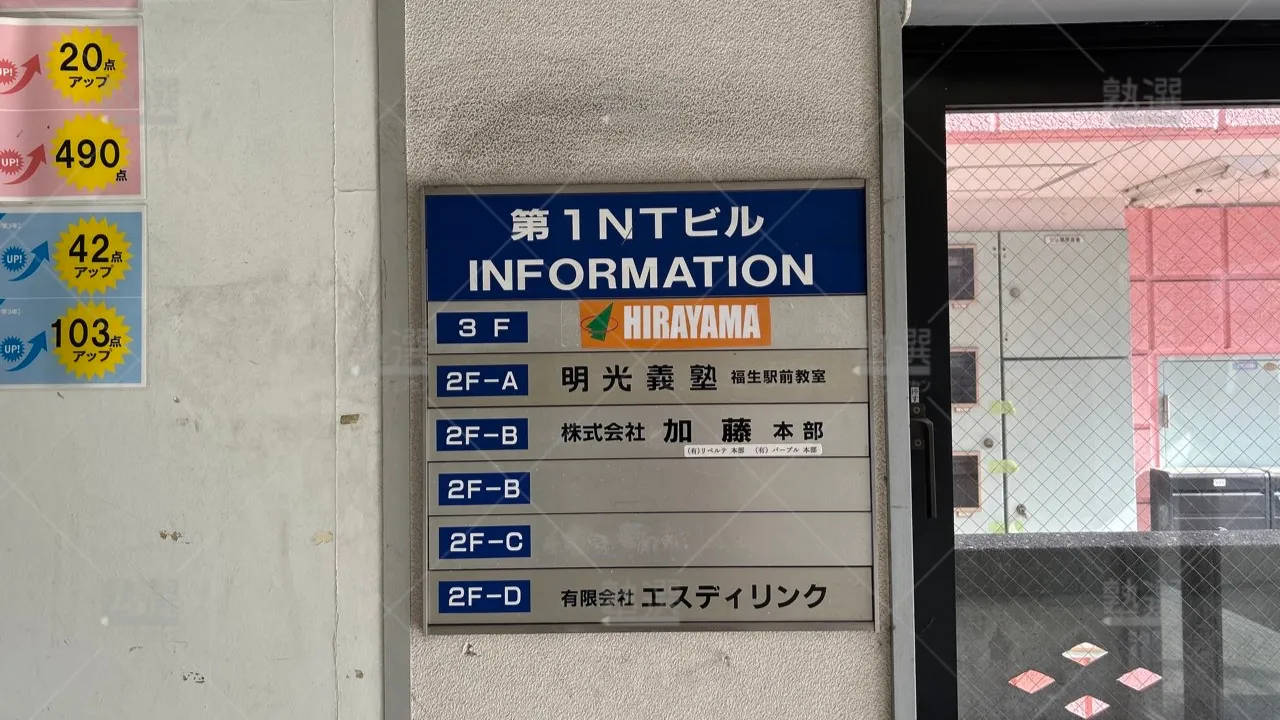 UP!
20点
アップ
UP!
490点
UP!
42点
アップ
UP!
103点
アップ
第1NTビル
INFORMATION
3F HIRAYAMA
2F-A 明光義塾 福生駅前教室
2F-B 株式会社 加藤 本部
(有)リベルテ 本部 (有)パープル 本部
2F-B
2F-C
2F-D 有限会社 エスディリンク
塾選